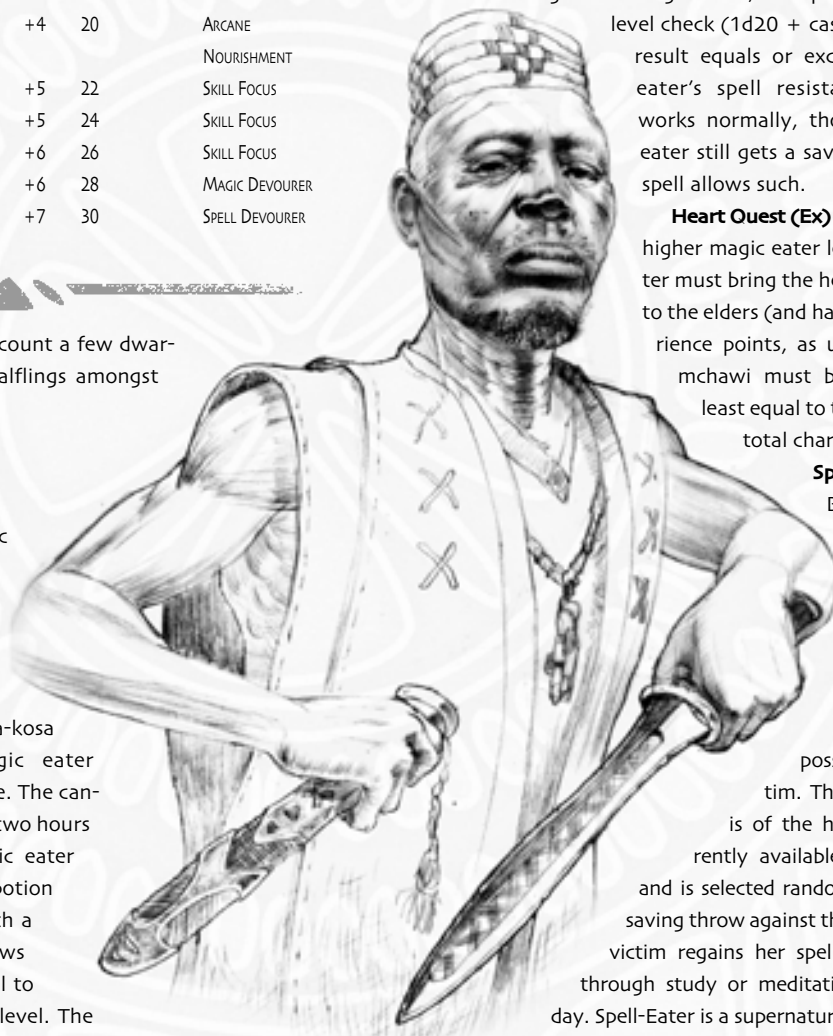 +4 20 Arcane
Nourishment
+5 22 Skill Focus
+5 24 Skill Focus
+6 26 Skill Focus
+6 28 Magic Devourer
+7 30 Spell Devourer
count a few dwar-
alflings amongst
c
a-kosa
gic eater
e. The can-
two hours
ic eater
potion
th a
ws
l to
level. The
level check (1d20 + cas
result equals or exc
eater's spell resista
works normally, tho
eater still gets a sav
spell allows such.
Heart Quest (Ex)
higher magic eater le
ter must bring the he
to the elders (and ha
rience points, as u
mchawi must b
least equal to t
total char
Sp
poss
tim. Th
is of the h
rently available
and is selected rando
saving throw against th
victim regains her spel
through study or meditati
day. Spell-Eater is a supernatur